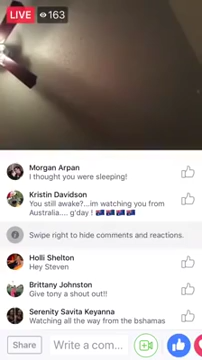 LIVE 163
Morgan Arpan
I thought you were sleeping!
Kristin Davidson
You still awake?...im watching you from
Australia.... g'day ! 🇦🇺 🇦🇺 🇦🇺 🇦🇺
Swipe right to hide comments and reactions.
Holli Shelton
Hey Steven
Brittany Johnston
Give tony a shout out!!
Serenity Savita Keyanna
Watching all the way from the bshamas
Share
Write a com...